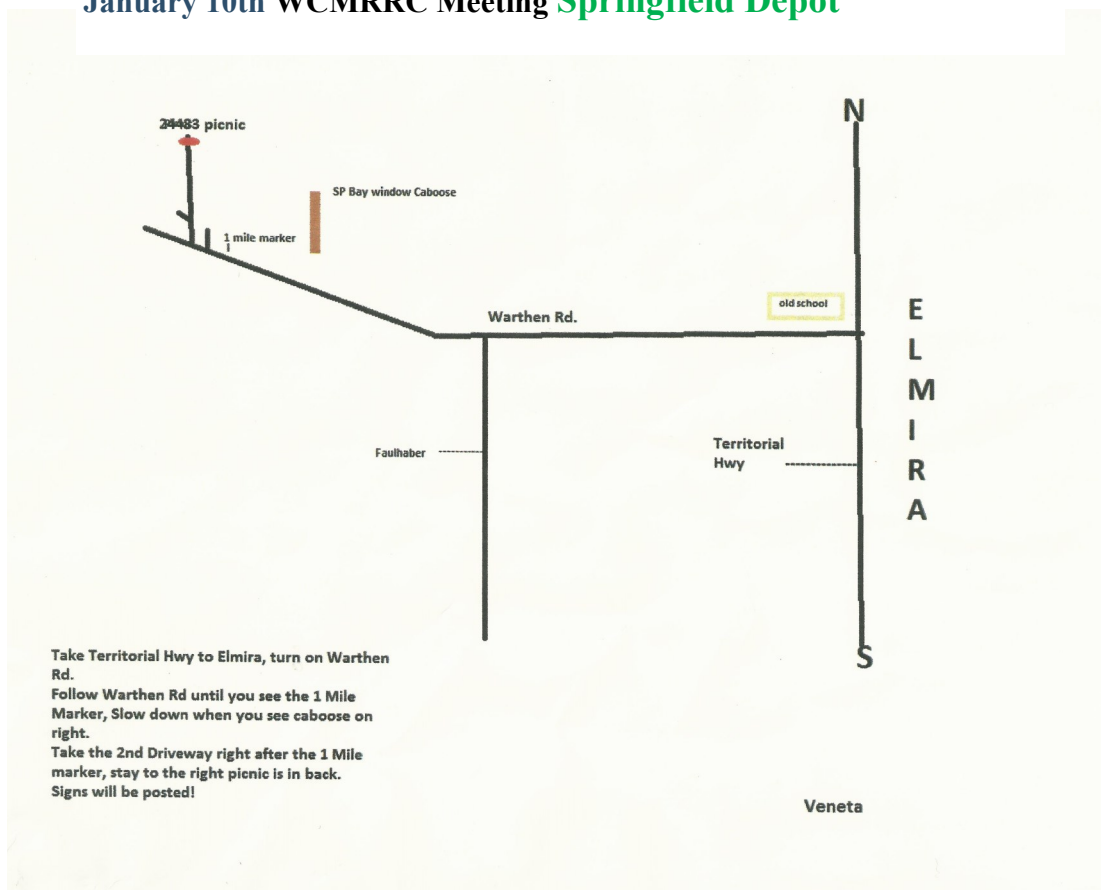 January 10th WCMRRC Meeting Springfield Depot
N
24483 picnic
SP Bay window Caboose
1 mile marker
old school
Warthen Rd.
E
L
M
I
R
A
Territorial
Hwy
Faulhaber
S
Take Territorial Hwy to Elmira, turn on Warthen
Rd.
Follow Warthen Rd until you see the 1 Mile
Marker, Slow down when you see caboose on
right.
Take the 2nd Driveway right after the 1 Mile
marker, stay to the right picnic is in back.
Signs will be posted!
Veneta